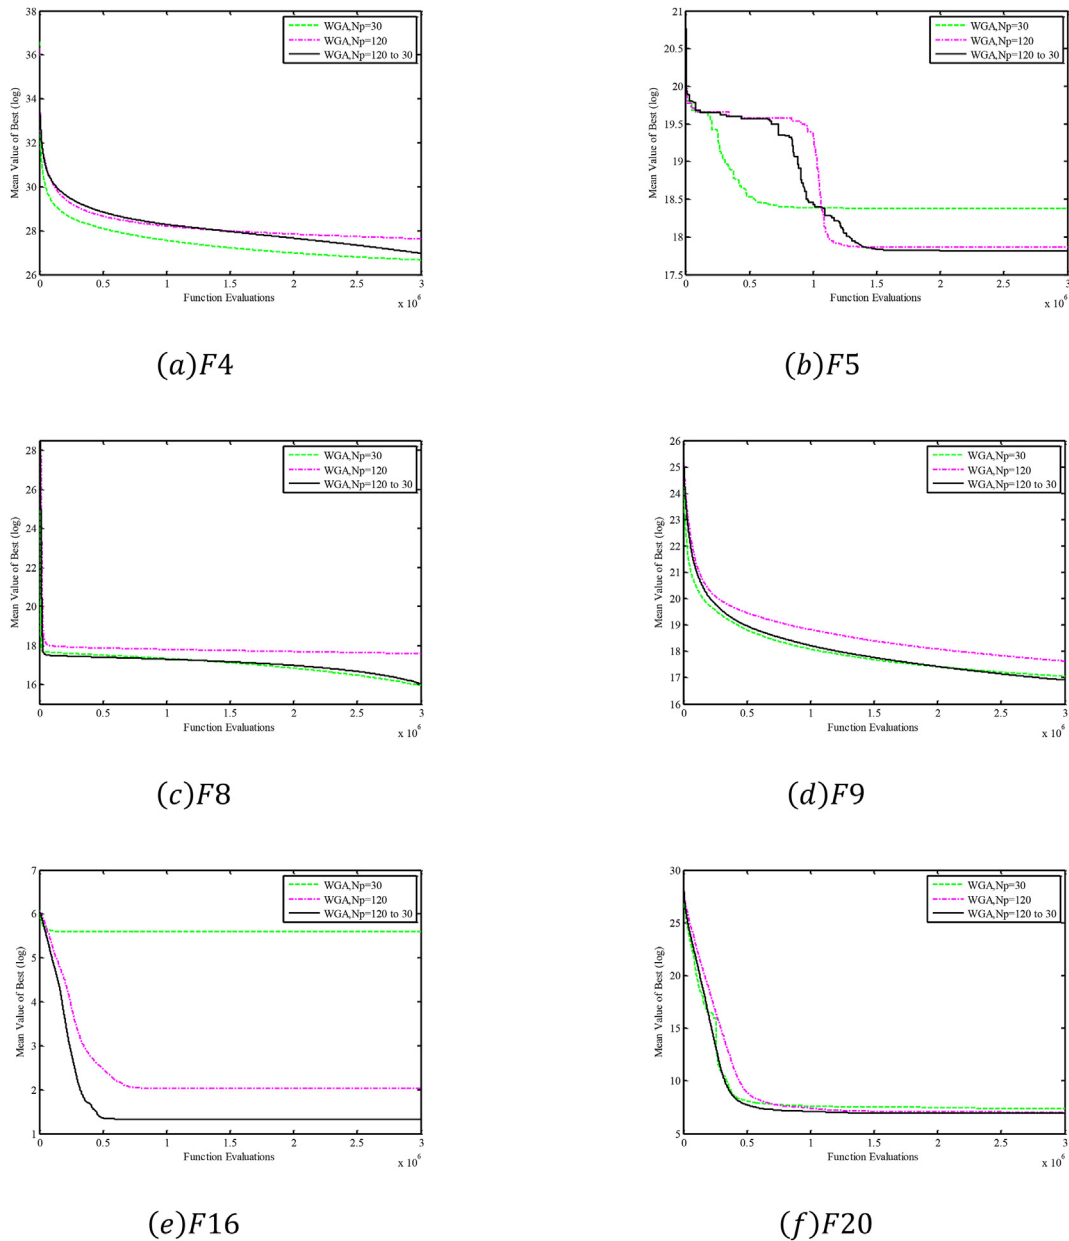 38
36
34
32
30
28
26
Mean Value of Best (log)
WGA,Np=30
WGA,Np=120
WGA,Np=120 to 30
0 0.5 1 1.5 2 2.5 3
Function Evaluations
x 10^6
(a)F4
21
20.5
20
19.5
19
18.5
18
17.5
Mean Value of Best (log)
WGA,Np=30
WGA,Np=120
WGA,Np=120 to 30
0 0.5 1 1.5 2 2.5 3
Function Evaluations
x 10^6
(b)F5
28
26
24
22
20
18
16
Mean Value of Best (log)
WGA,Np=30
WGA,Np=120
WGA,Np=120 to 30
0 0.5 1 1.5 2 2.5 3
Function Evaluations
x 10^6
(c)F8
26
25
24
23
22
21
20
19
18
17
16
Mean Value of Best (log)
WGA,Np=30
WGA,Np=120
WGA,Np=120 to 30
0 0.5 1 1.5 2 2.5 3
Function Evaluations
x 10^6
(d)F9
7
6
5
4
3
2
1
Mean Value of Best (log)
WGA,Np=30
WGA,Np=120
WGA,Np=120 to 30
0 0.5 1 1.5 2 2.5 3
Function Evaluations
x 10^6
(e)F16
30
25
20
15
10
5
Mean Value of Best (log)
WGA,Np=30
WGA,Np=120
WGA,Np=120 to 30
0 0.5 1 1.5 2 2.5 3
Function Evaluations
x 10^6
(f)F20